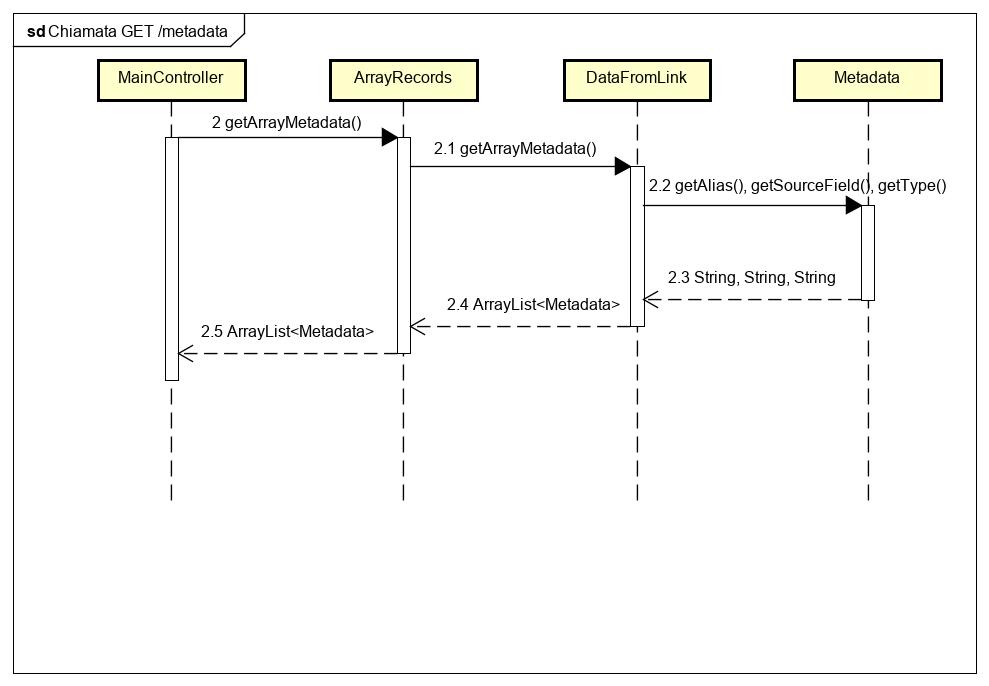 sd Chiamata GET /metadata
MainController
ArrayRecords
DataFromLink
Metadata
2 getArrayMetadata()
2.1 getArrayMetadata()
2.2 getAlias(), getSourceField(), getType()
2.3 String, String, String
2.4 ArrayList<Metadata>
2.5 ArrayList<Metadata>